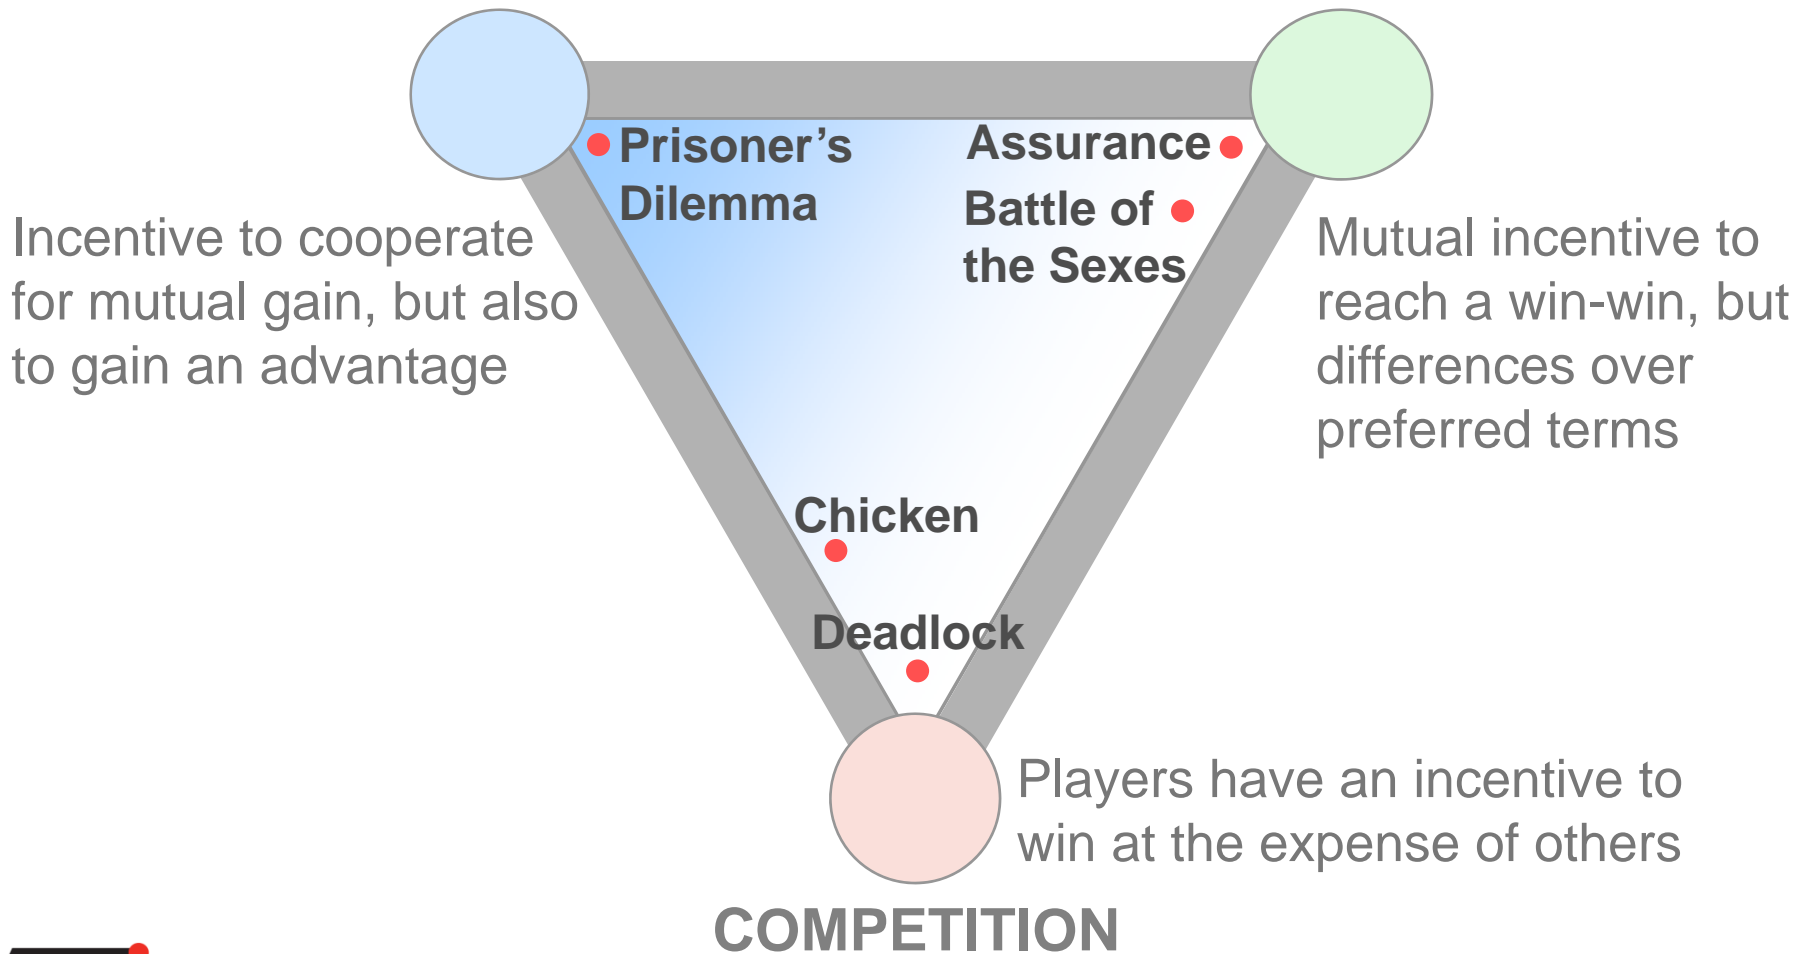 Prisoner’s
Dilemma
Assurance
Battle of
the Sexes
Incentive to cooperate
for mutual gain, but also
to gain an advantage
Mutual incentive to
reach a win-win, but
differences over
preferred terms
Chicken
Deadlock
Players have an incentive to
win at the expense of others
COMPETITION